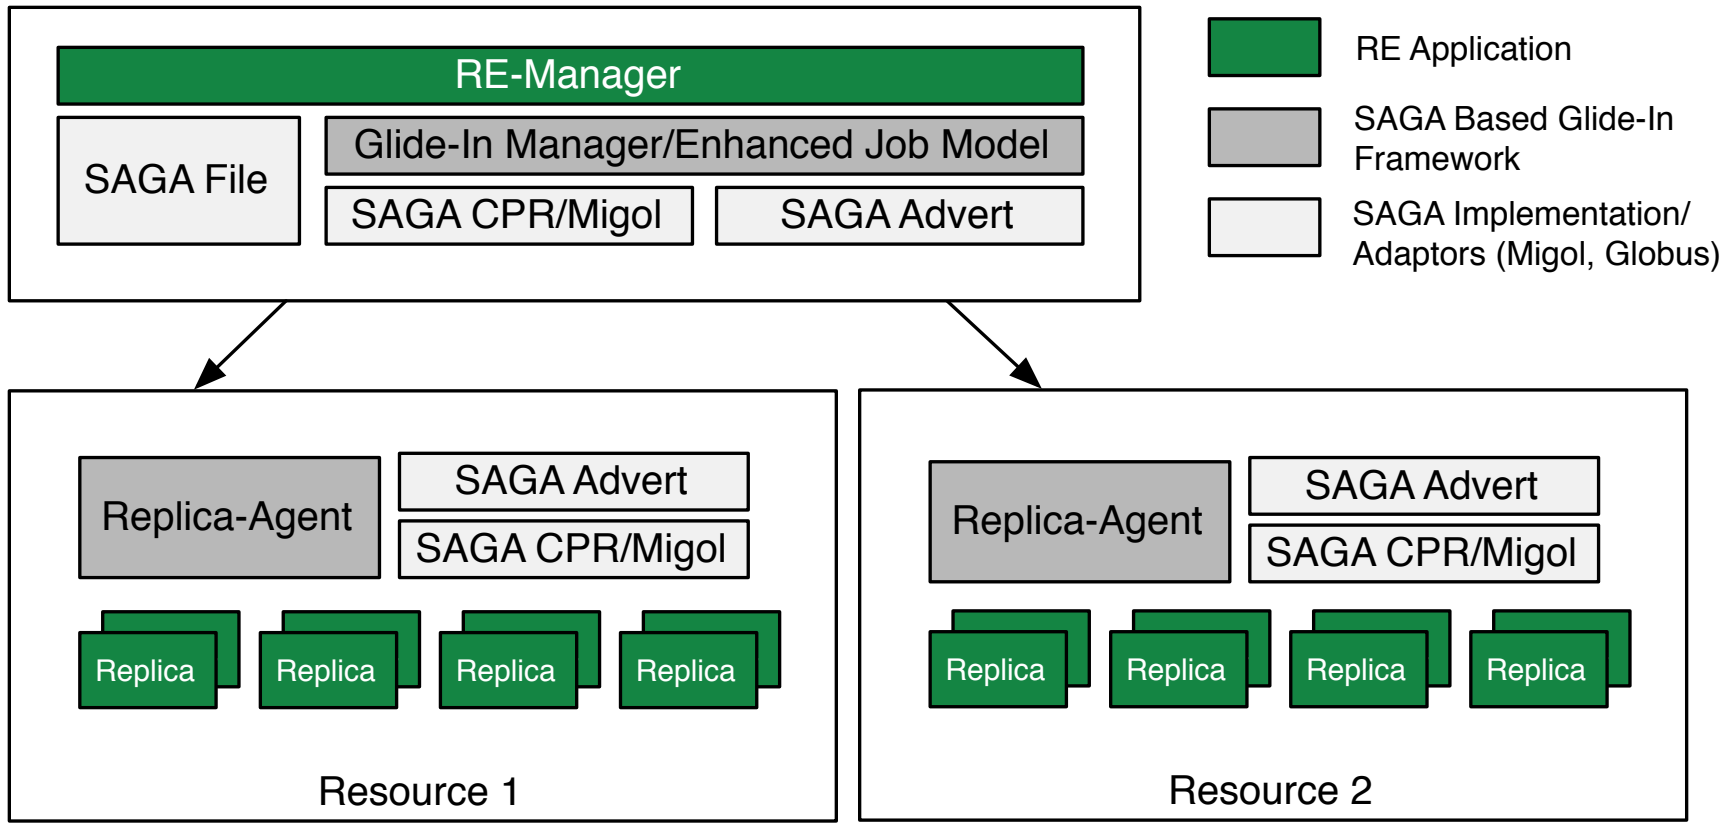 RE-Manager
SAGA File
Glide-In Manager/Enhanced Job Model
SAGA CPR/Migol
SAGA Advert
RE Application
SAGA Based Glide-In
Framework
SAGA Implementation/
Adaptors (Migol, Globus)
Replica-Agent
SAGA Advert
SAGA CPR/Migol
Replica
Replica
Replica
Replica
Resource 1
Replica-Agent
SAGA Advert
SAGA CPR/Migol
Replica
Replica
Replica
Replica
Resource 2